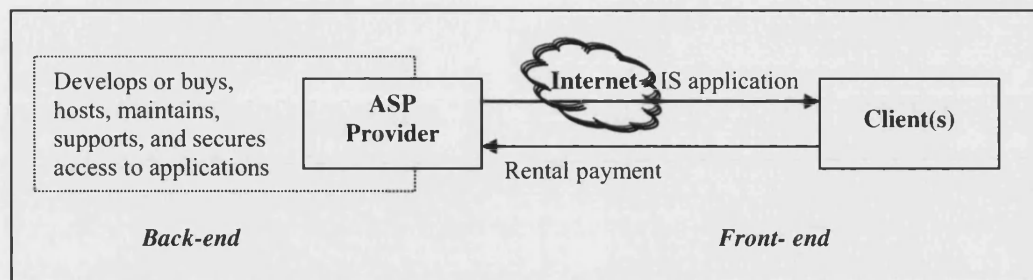 Develops or buys,
hosts, maintains,
supports, and secures
access to applications
ASP
Provider
Internet
IS application
Client(s)
Rental payment
Back-end
Front- end